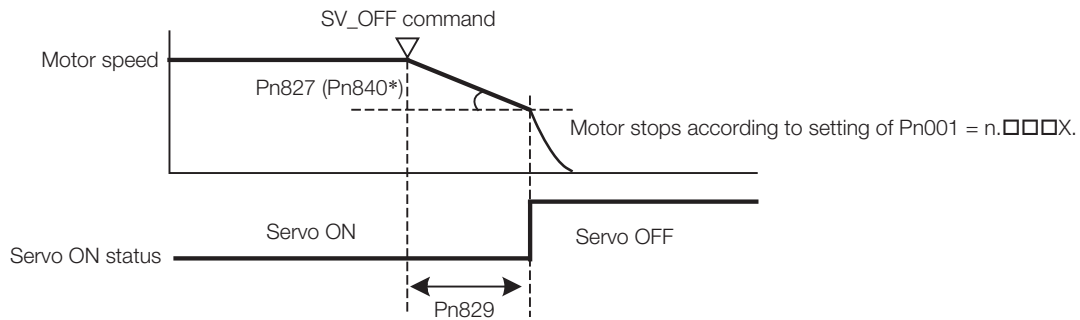 SV_OFF command
Motor speed
Pn827 (Pn840*)
Motor stops according to setting of Pn001 = n.□□□X.
Servo ON
Servo OFF
Servo ON status
Pn829